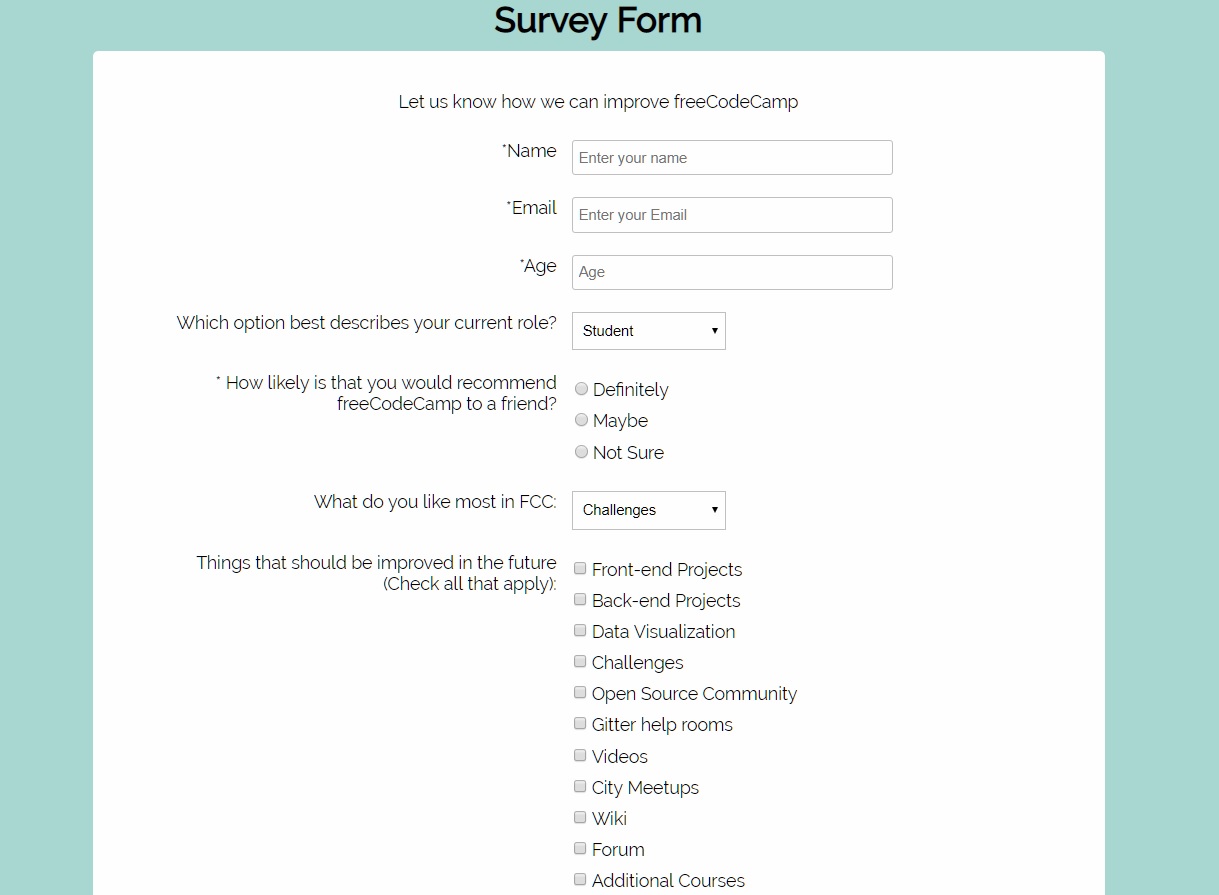 Survey Form
Let us know how we can improve freeCodeCamp
*Name
Enter your name
*Email
Enter your Email
*Age
Age
Which option best describes your current role?
Student
* How likely is that you would recommend
freeCodeCamp to a friend?
Definitely
Maybe
Not Sure
What do you like most in FCC:
Challenges
Things that should be improved in the future
(Check all that apply):
Front-end Projects
Back-end Projects
Data Visualization
Challenges
Open Source Community
Gitter help rooms
Videos
City Meetups
Wiki
Forum
Additional Courses